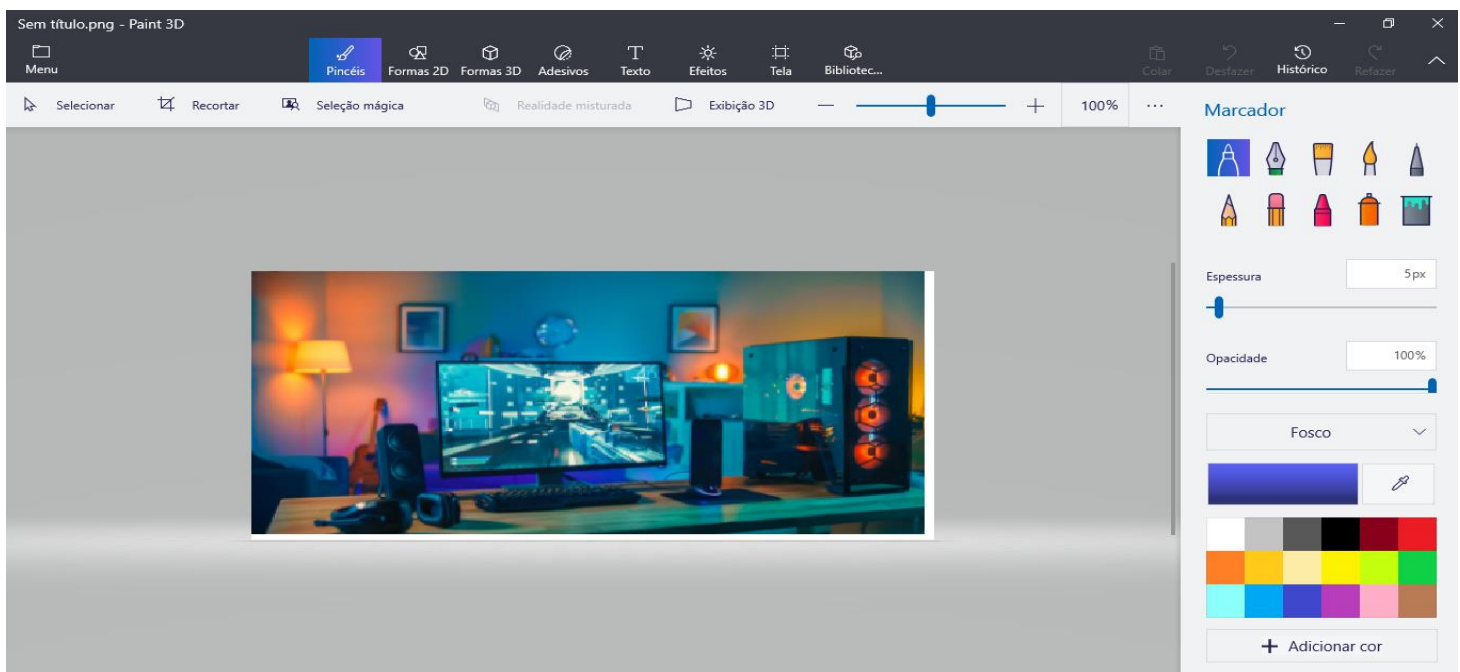 Sem título.png - Paint 3D
Menu
Pincéis
Formas 2D
Formas 3D
Adesivos
Texto
Efeitos
Tela
Bibliotec...
Colar
Desfazer
Histórico
Refazer
Selecionar
Recortar
Seleção mágica
Realidade misturada
Exibição 3D
100%
Marcador
Espessura
5px
Opacidade
100%
Fosco
Adicionar cor